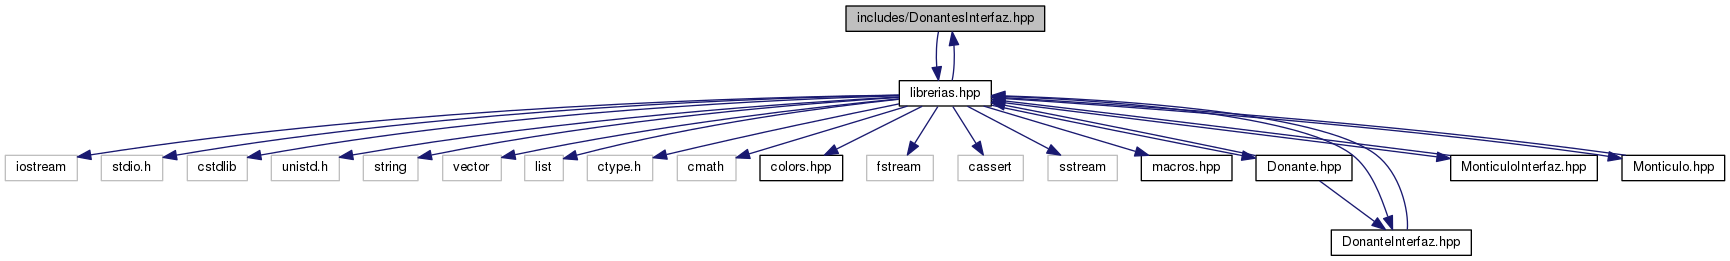 includes/DonantesInterfaz.hpp
librerias.hpp
iostream
stdio.h
cstdlib
unistd.h
string
vector
list
ctype.h
cmath
colors.hpp
fstream
cassert
sstream
macros.hpp
Donante.hpp
MonticuloInterfaz.hpp
Monticulo.hpp
DonanteInterfaz.hpp